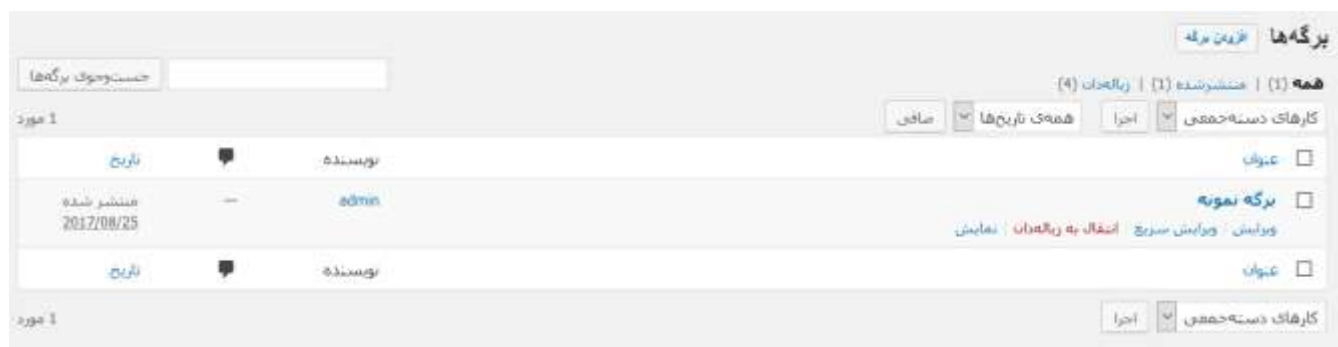 برگه‌ها افزودن برگه
همه (1) | منتشرشده (1) | زباله‌دان (4)
جست‌وجوی برگه‌ها
کارهای دسته‌جمعی اجرا همه‌ی تاریخ‌ها صافی
1 مورد
عنوان نویسنده تاریخ
برگه نمونه admin — منتشر شده
2017/08/25
ویرایش | ویرایش سریع | انتقال به زباله‌دان | نمایش
عنوان نویسنده تاریخ
کارهای دسته‌جمعی اجرا
1 مورد